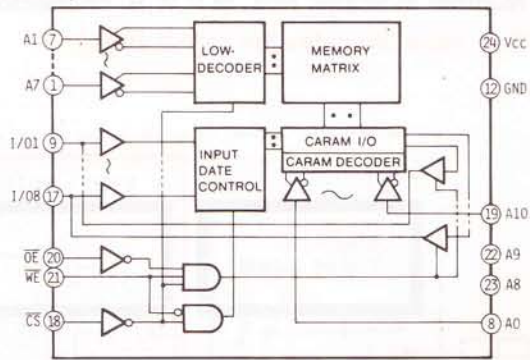 A1 7
A7 1
I/O1 9
I/O8 17
OE 20
WE 21
CS 18
LOW-
DECODER
MEMORY
MATRIX
INPUT
DATE
CONTROL
CARAM I/O
CARAM DECODER
24 Vcc
12 GND
19 A10
22 A9
23 A8
8 A0